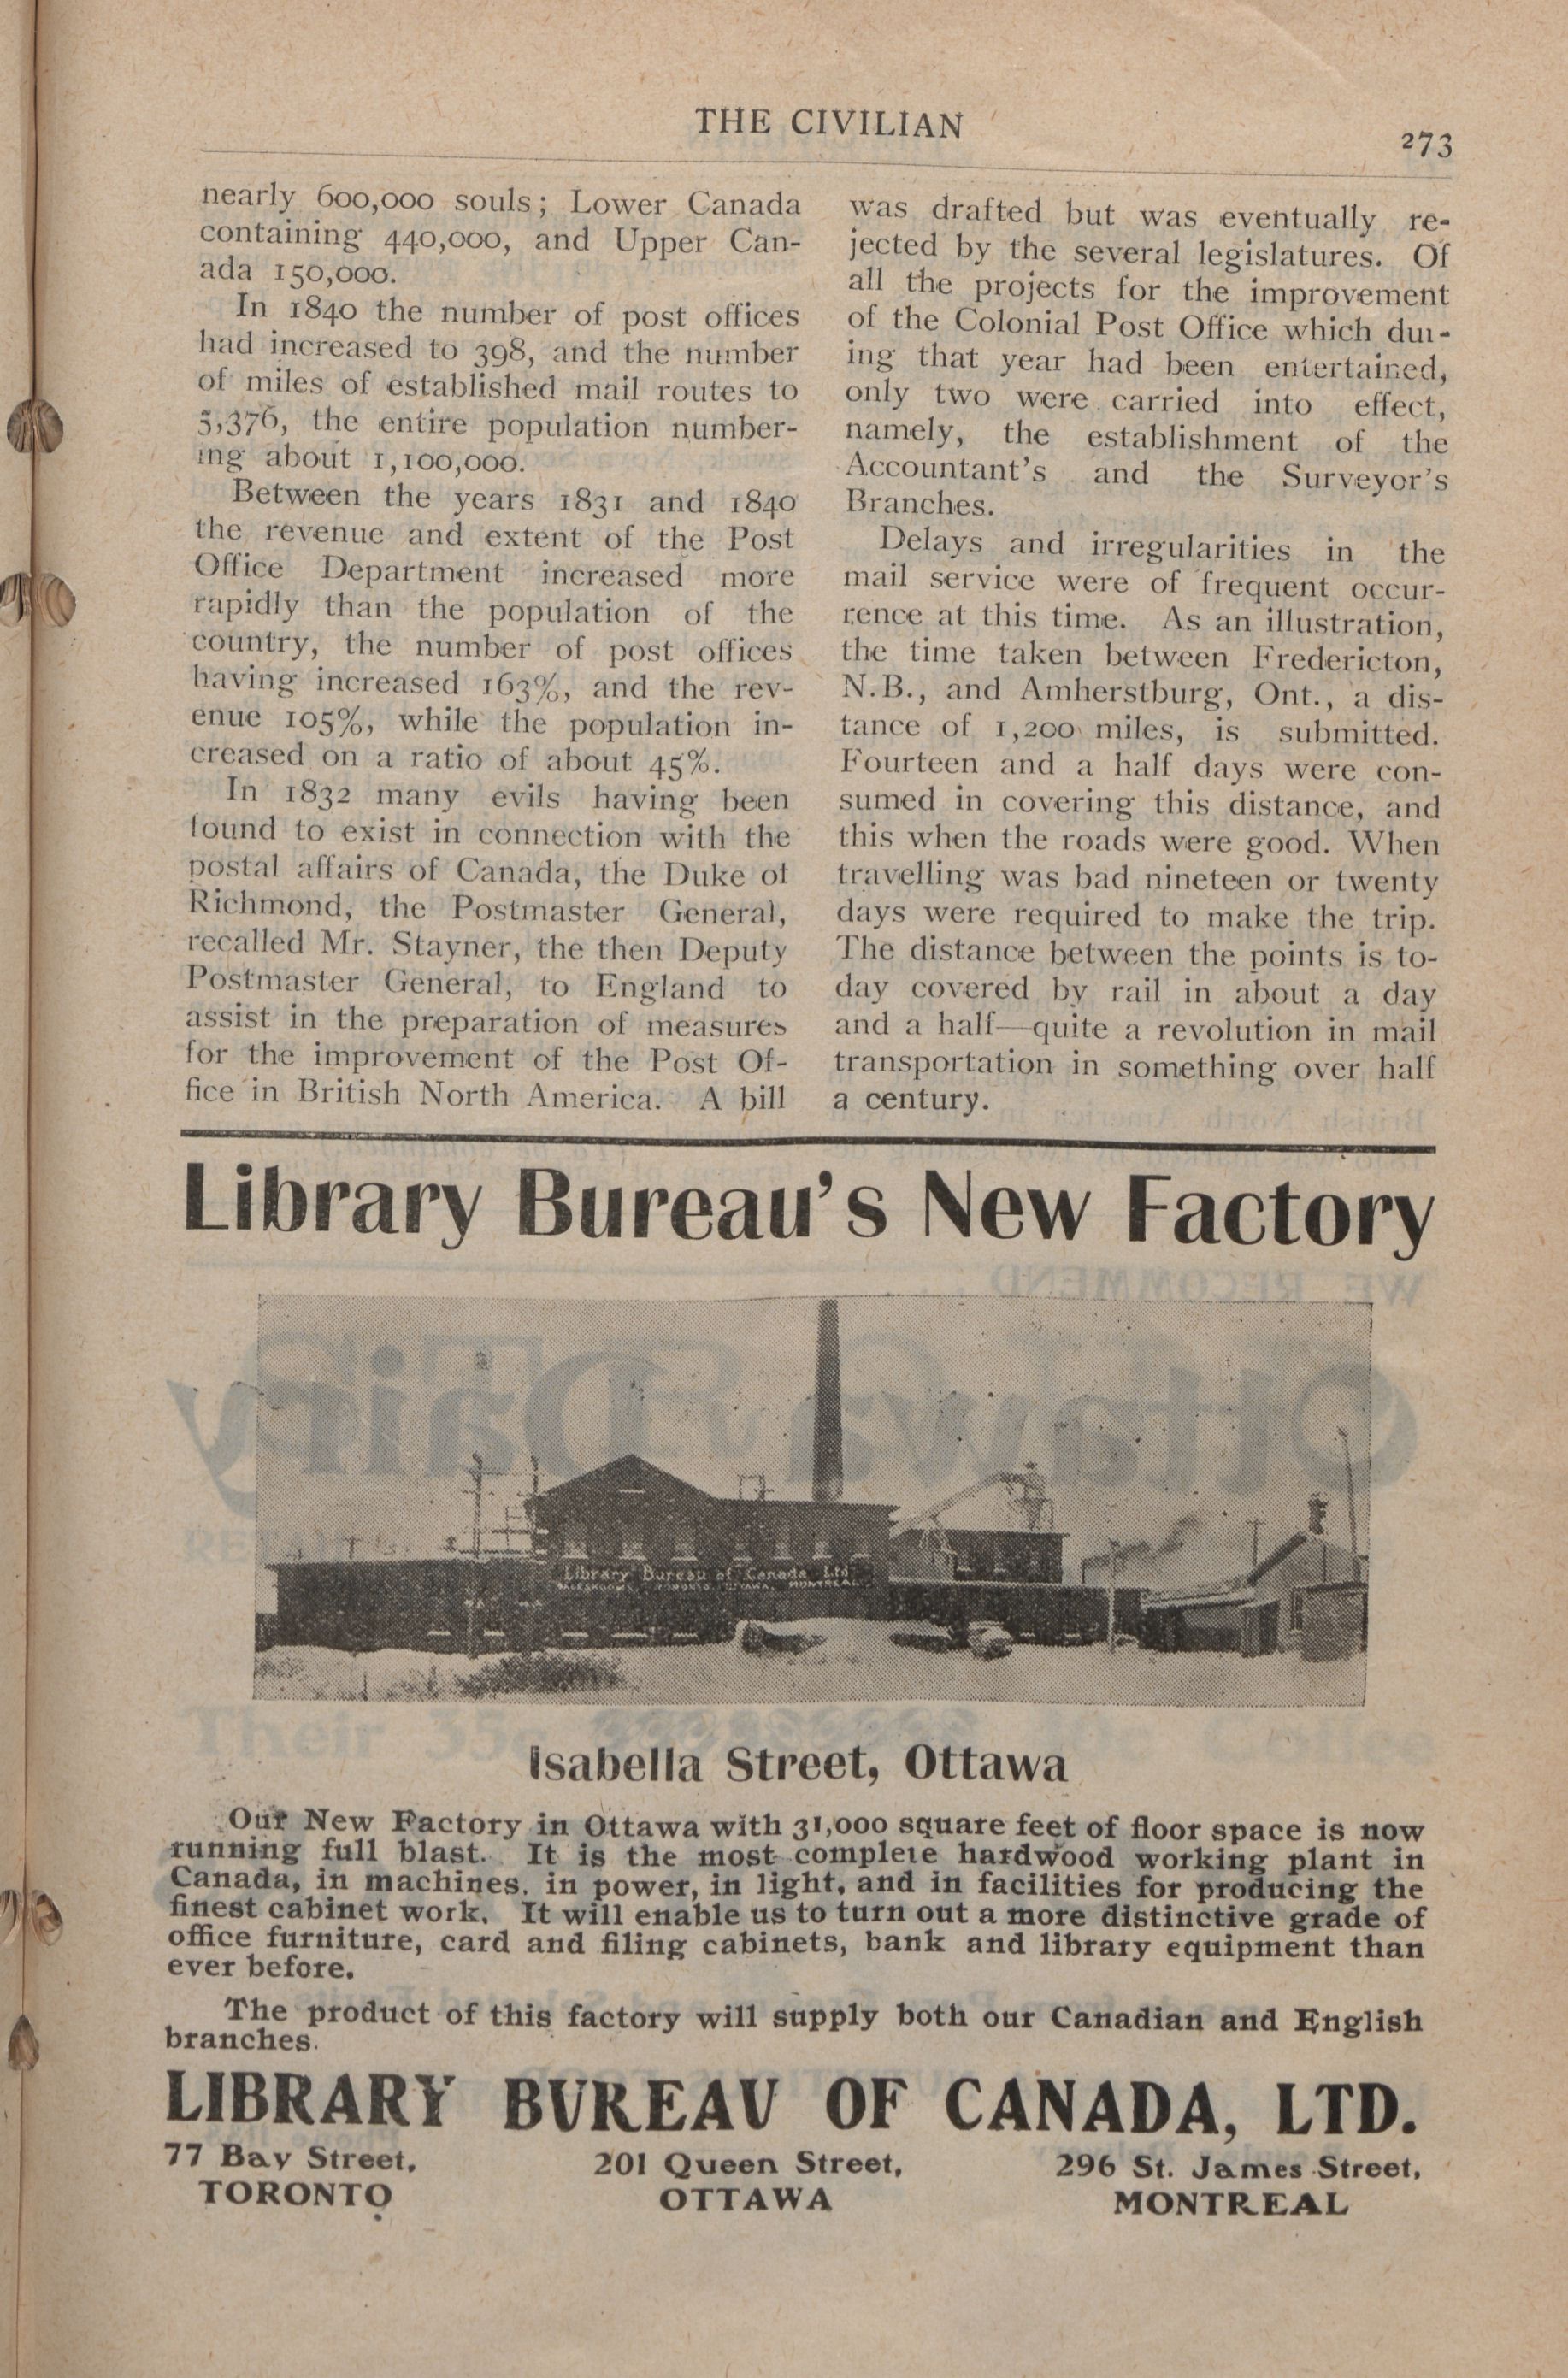 THE CIVILIAN
273
nearly 600,000 souls; Lower Canada
containing 440,000, and Upper Can-
ada 150,000.
In 1840 the number of post offices
had increased to 398, and the number
of miles of established mail routes to
5,376, the entire population number-
ing about 1,100,000.
Between the years 1831 and 1840
the revenue and extent of the Post
Office Department increased more
rapidly than the population of the
country, the number of post offices
having increased 163%, and the rev-
enue 105%, while the population in-
creased on a ratio of about 45%.
In 1832 many evils having been
found to exist in connection with the
postal affairs of Canada, the Duke of
Richmond, the Postmaster General,
recalled Mr. Stayner, the then Deputy
Postmaster General, to England to
assist in the preparation of measures
for the improvement of the Post Of-
fice in British North America. A bill
was drafted but was eventually re-
jected by the several legislatures. Of
all the projects for the improvement
of the Colonial Post Office which dur-
ing that year had been entertained,
only two were carried into effect,
namely, the establishment of the
Accountant's and the Surveyor's
Branches.
Delays and irregularities in the
mail service were of frequent occur-
rence at this time. As an illustration,
the time taken between Fredericton,
N.B., and Amherstburg, Ont., a dis-
tance of 1,200 miles, is submitted.
Fourteen and a half days were con-
sumed in covering this distance, and
this when the roads were good. When
travelling was bad nineteen or twenty
days were required to make the trip.
The distance between the points is to-
day covered by rail in about a day
and a half—quite a revolution in mail
transportation in something over half
a century.
Library Bureau's New Factory
Library Bureau of Canada Ltd.
SALESROOMS, TORONTO, OTTAWA, MONTREAL
Isabella Street, Ottawa
Our New Factory in Ottawa with 31,000 square feet of floor space is now
running full blast. It is the most complete hardwood working plant in
Canada, in machines, in power, in light, and in facilities for producing the
finest cabinet work. It will enable us to turn out a more distinctive grade of
office furniture, card and filing cabinets, bank and library equipment than
ever before.
The product of this factory will supply both our Canadian and English
branches.
LIBRARY BUREAU OF CANADA, LTD.
77 Bay Street,
TORONTO
201 Queen Street,
OTTAWA
296 St. James Street,
MONTREAL